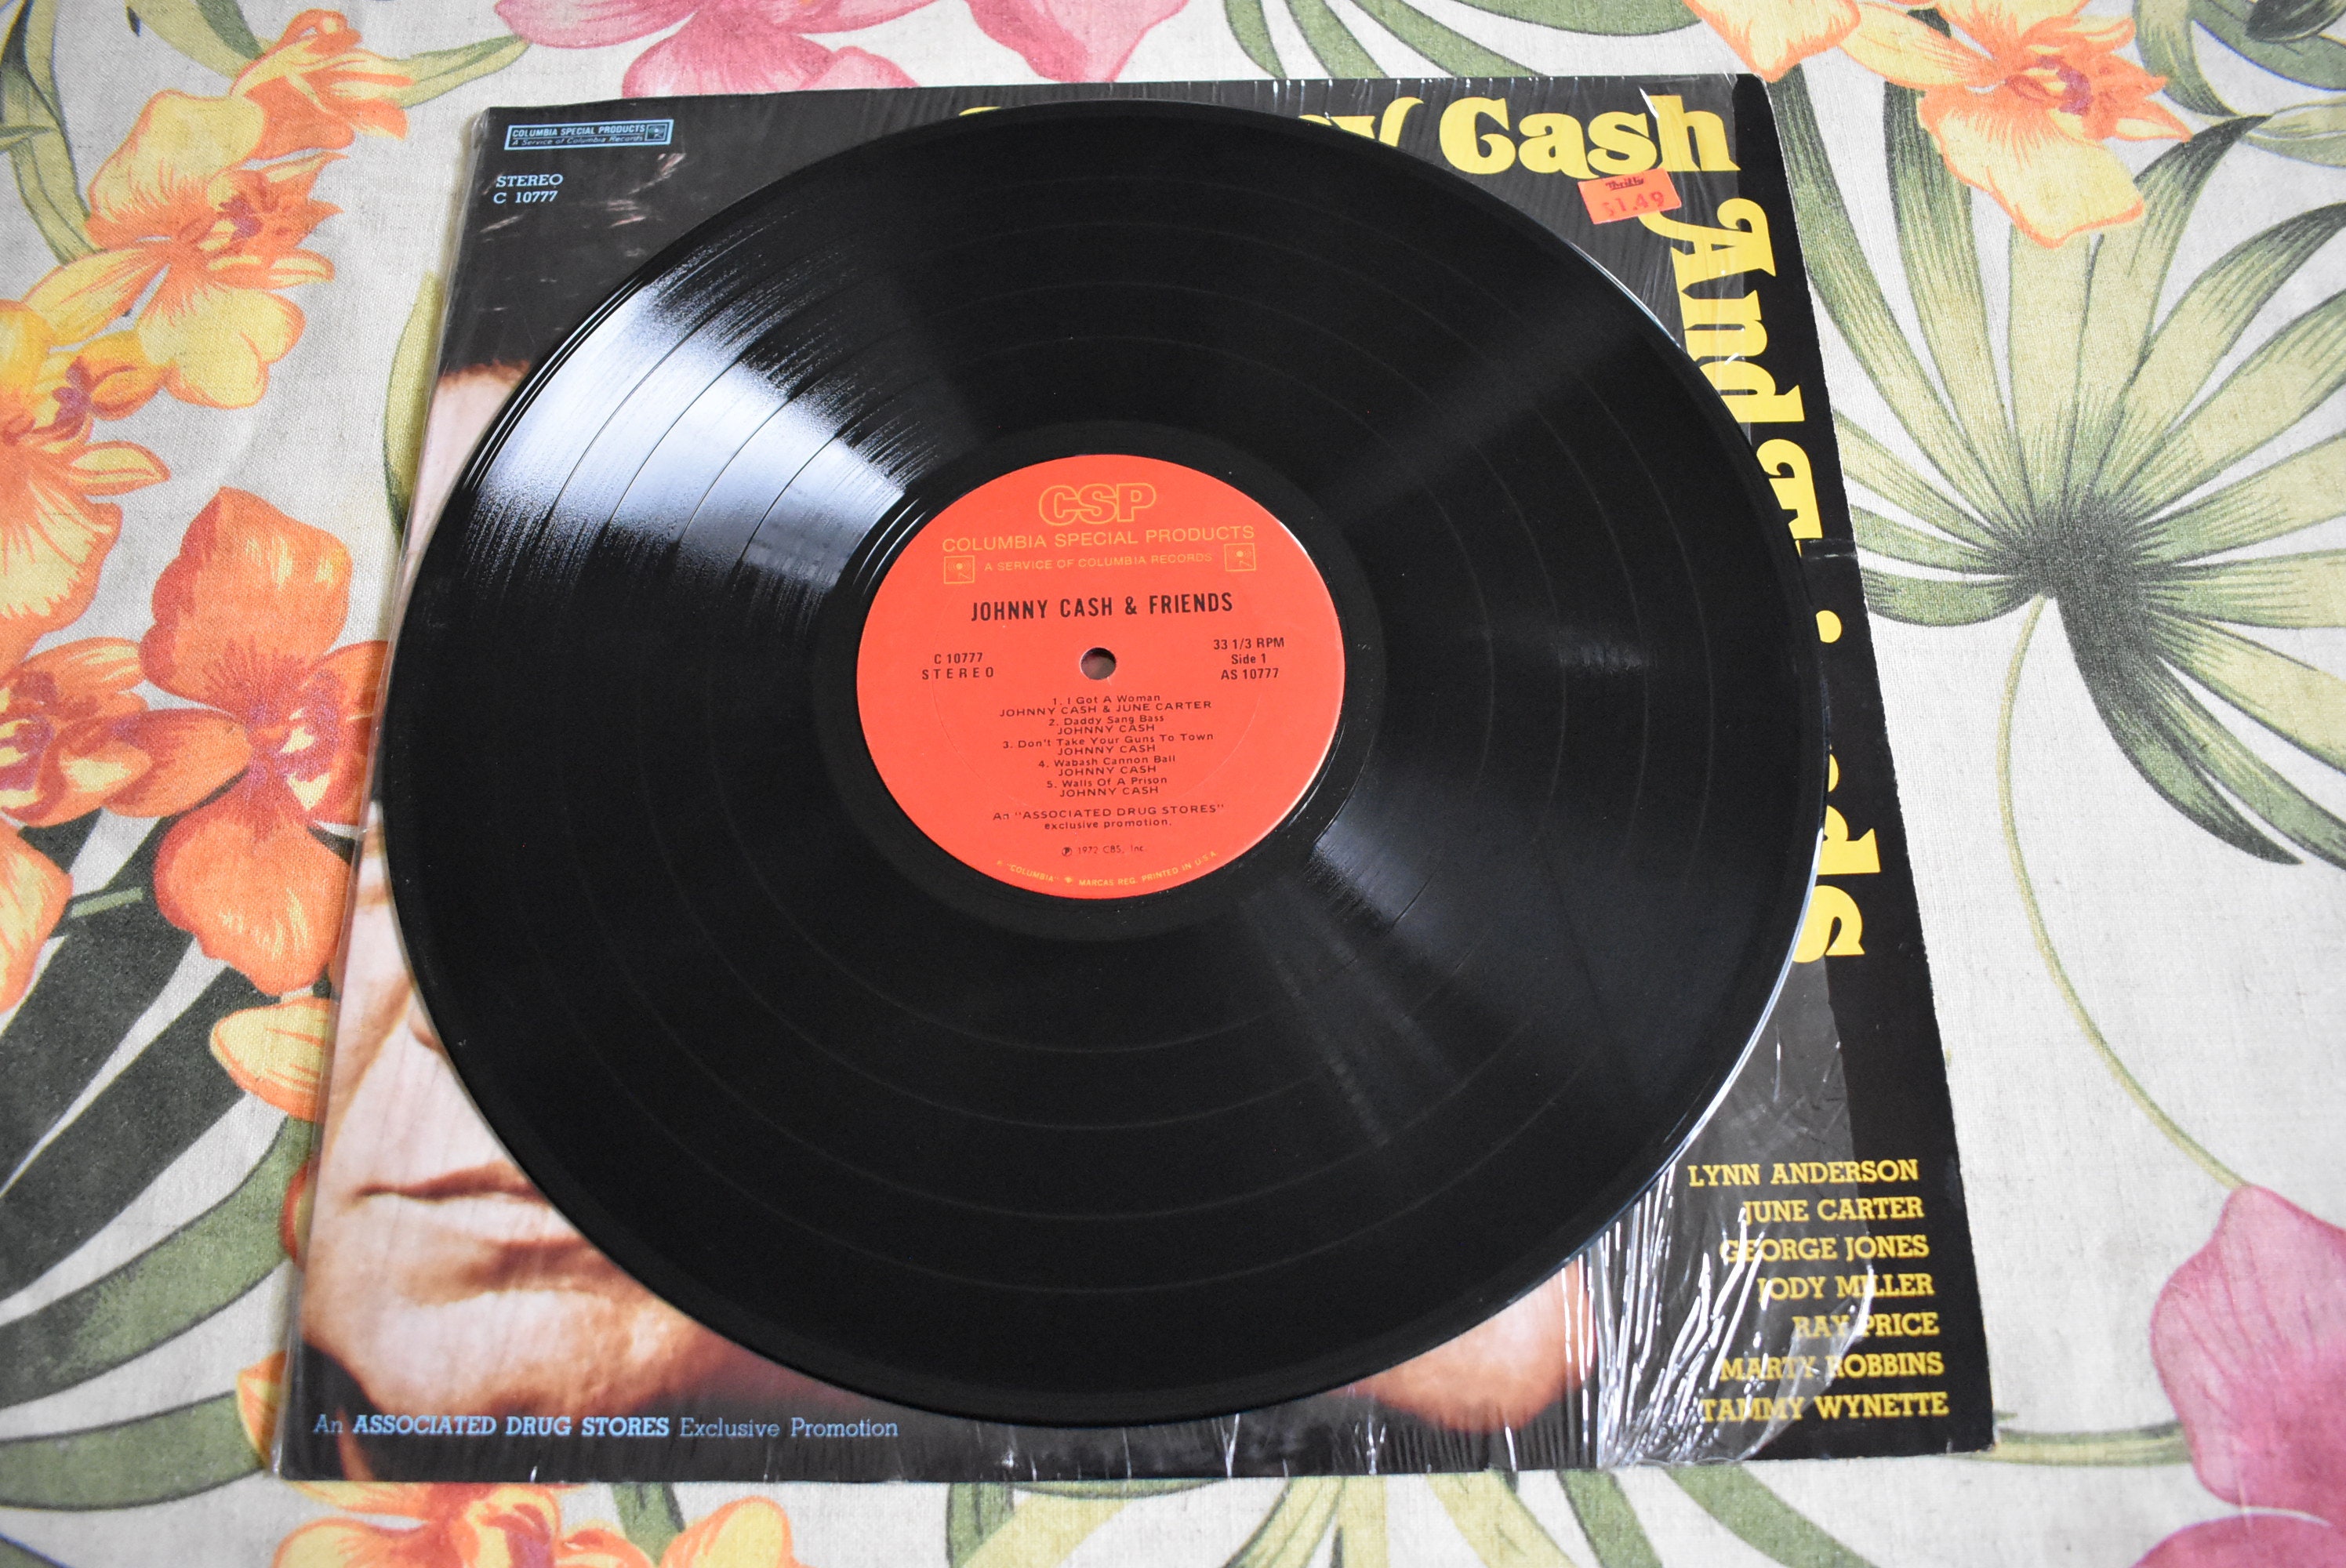 COLUMBIA SPECIAL PRODUCTS
A Service of Columbia Records
STEREO
C 10777
Cash
And
Thrifty
$1.49
CSP
COLUMBIA SPECIAL PRODUCTS
A SERVICE OF COLUMBIA RECORDS
JOHNNY CASH & FRIENDS
C 10777
STEREO
33 1/3 RPM
Side 1
AS 10777
1. I Got A Woman
JOHNNY CASH & JUNE CARTER
2. Daddy Sang Bass
JOHNNY CASH
3. Don't Take Your Guns To Town
JOHNNY CASH
4. Wabash Cannon Ball
JOHNNY CASH
5. Walls Of A Prison
JOHNNY CASH
An "ASSOCIATED DRUG STORES"
exclusive promotion.
℗ 1972 CBS, Inc.
"COLUMBIA" MARCAS REG. PRINTED IN U.S.A.
LYNN ANDERSON
JUNE CARTER
GEORGE JONES
JODY MILLER
RAY PRICE
MARTY ROBBINS
TAMMY WYNETTE
An ASSOCIATED DRUG STORES Exclusive Promotion